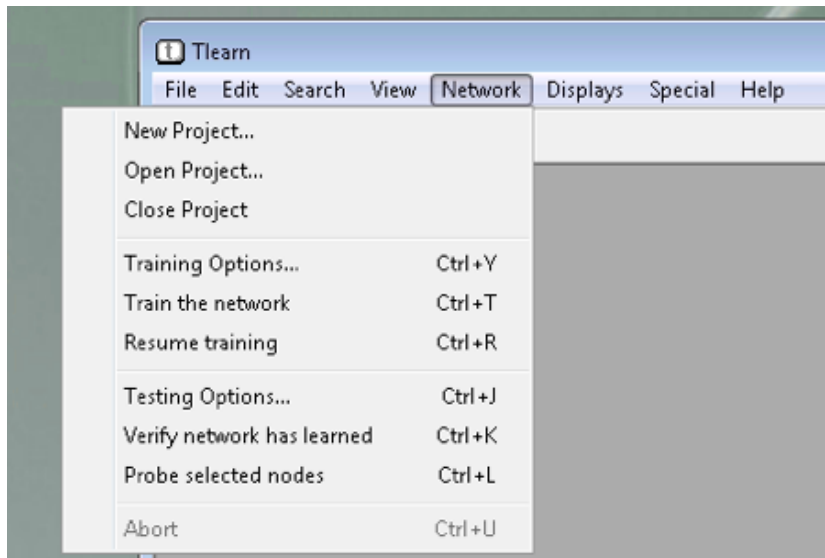 t Tlearn
File Edit Search View Network Displays Special Help
New Project...
Open Project...
Close Project
Training Options... Ctrl+Y
Train the network Ctrl+T
Resume training Ctrl+R
Testing Options... Ctrl+J
Verify network has learned Ctrl+K
Probe selected nodes Ctrl+L
Abort Ctrl+U